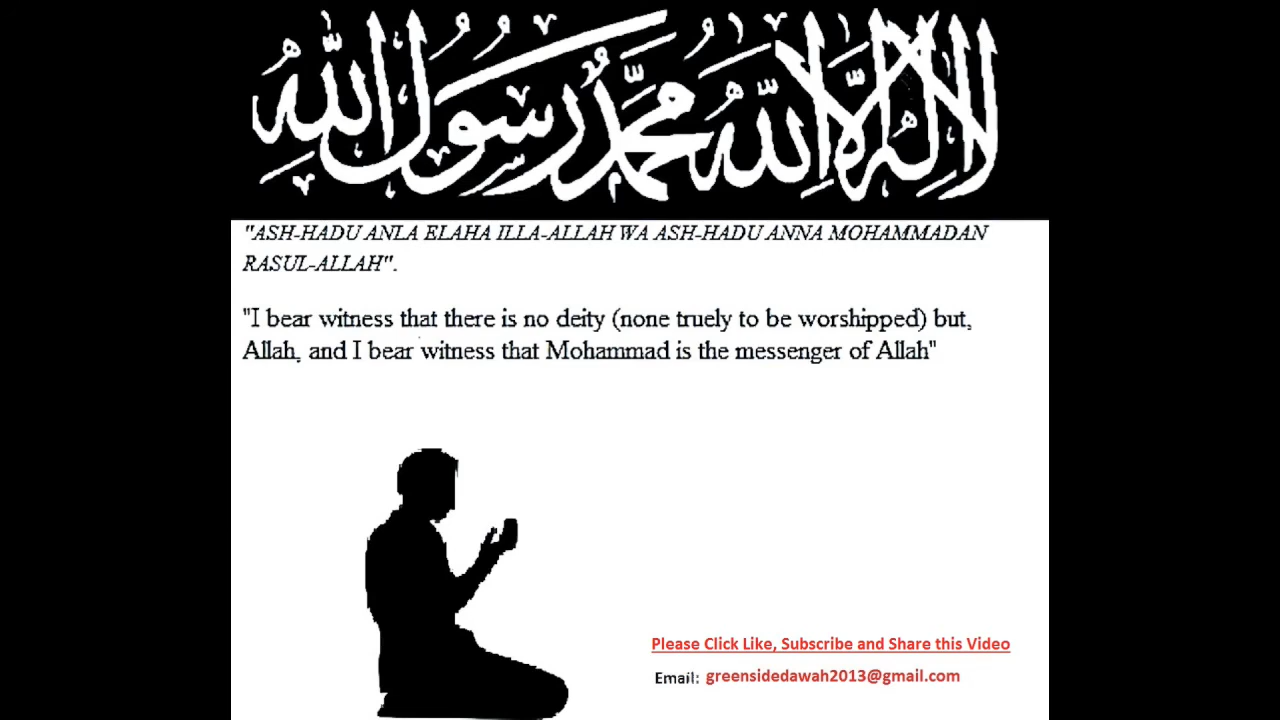 لا إله إلا الله محمد رسول الله
"ASH-HADU ANLA ELAHA ILLA-ALLAH WA ASH-HADU ANNA MOHAMMADAN
RASUL-ALLAH".
"I bear witness that there is no deity (none truely to be worshipped) but,
Allah, and I bear witness that Mohammad is the messenger of Allah"
Please Click Like, Subscribe and Share this Video
Email: greensidedawah2013@gmail.com